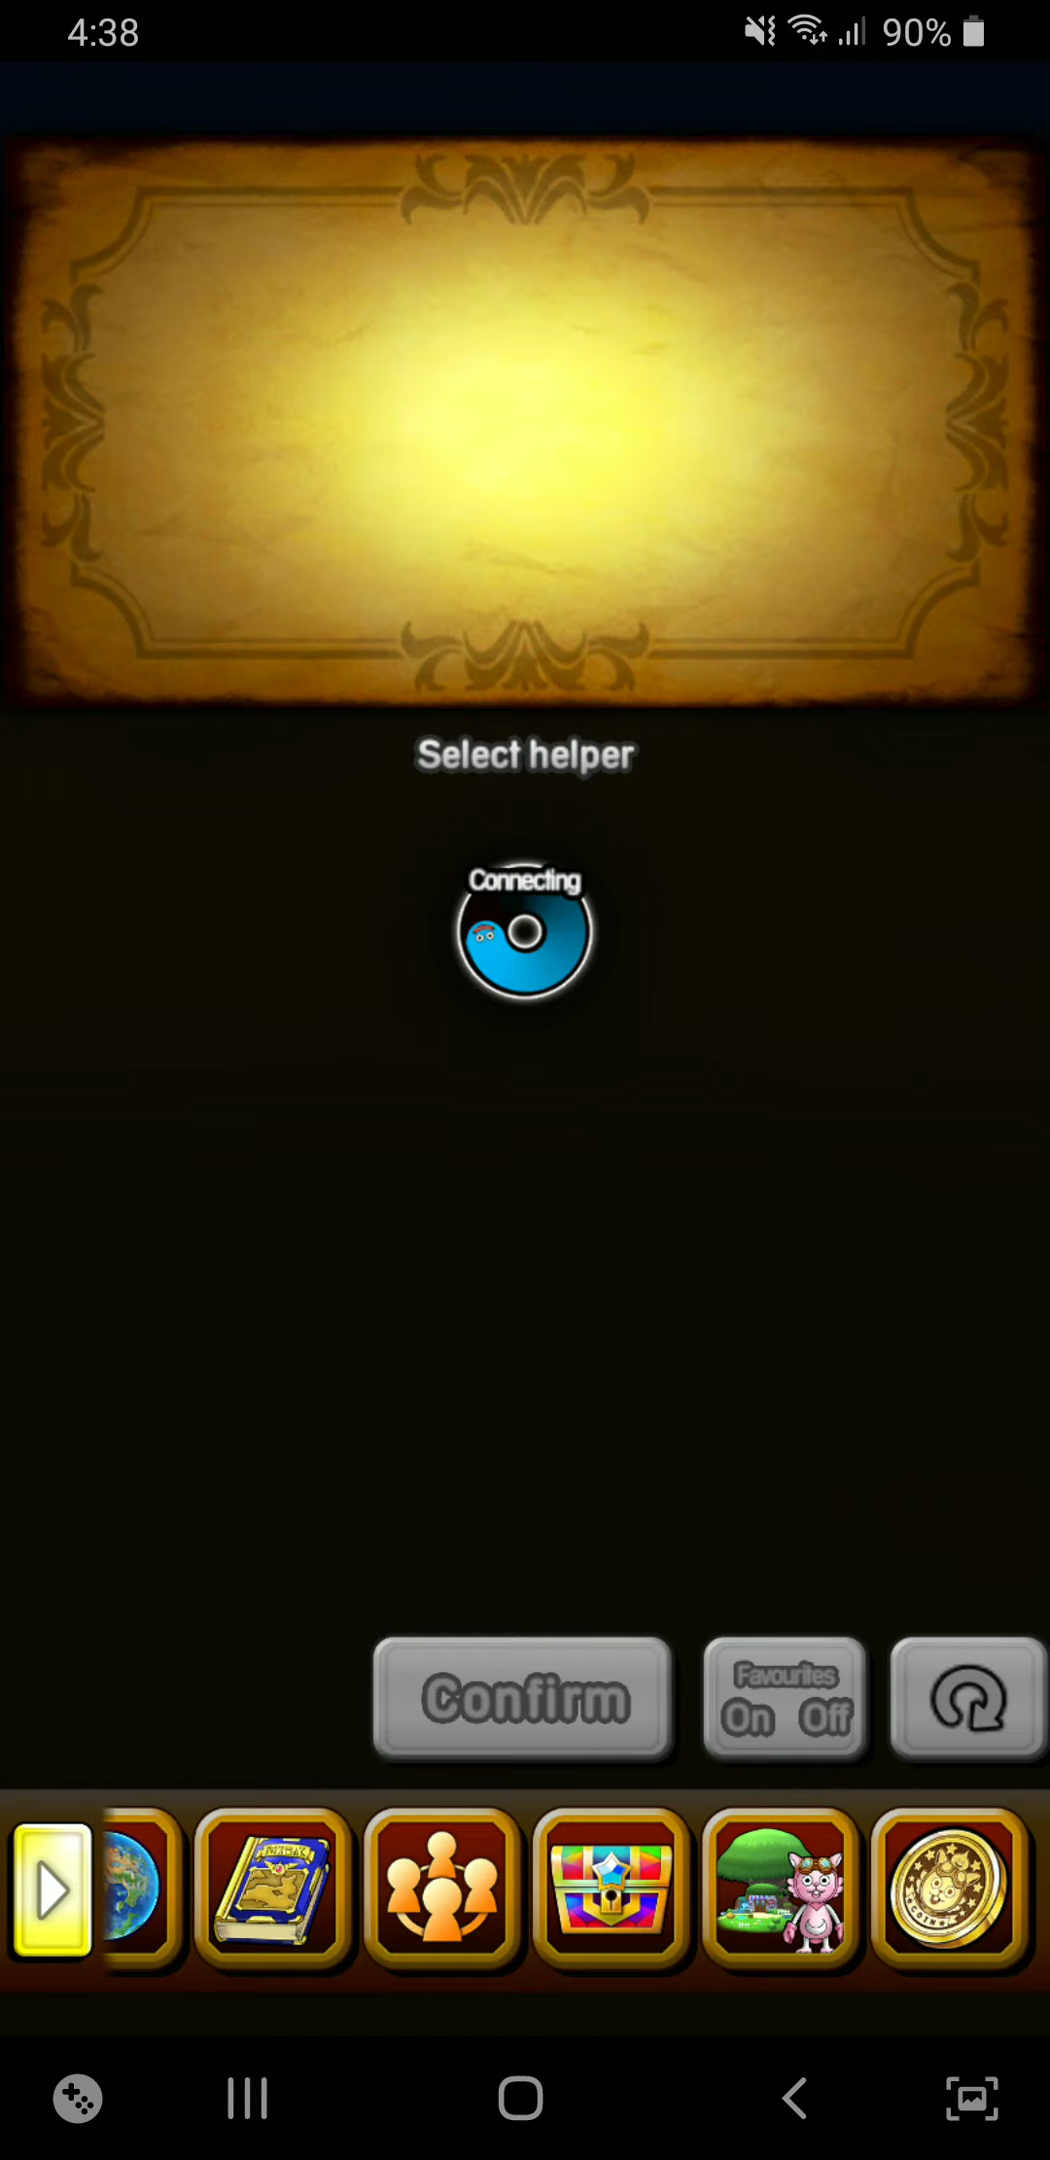 4:38
90%
Select helper
Connecting
Confirm
Favourites
On Off